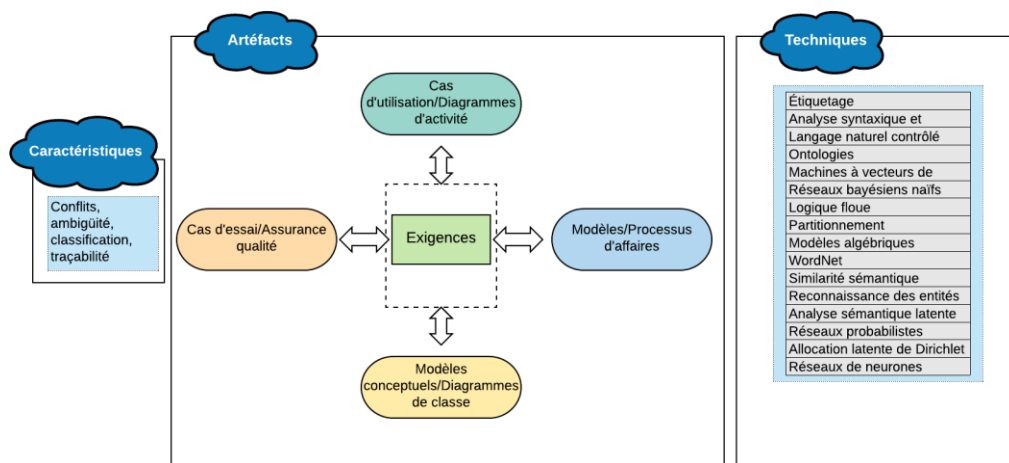 Artéfacts
Techniques
Caractéristiques
Conflits,
ambigüité,
classification,
traçabilité
Cas
d'utilisation/Diagrammes
d'activité
Cas d'essai/Assurance
qualité
Exigences
Modèles/Processus
d'affaires
Modèles
conceptuels/Diagrammes
de classe
Étiquetage
Analyse syntaxique et
Langage naturel contrôlé
Ontologies
Machines à vecteurs de
Réseaux bayésiens naïfs
Logique floue
Partitionnement
Modèles algébriques
WordNet
Similarité sémantique
Reconnaissance des entités
Analyse sémantique latente
Réseaux probabilistes
Allocation latente de Dirichlet
Réseaux de neurones